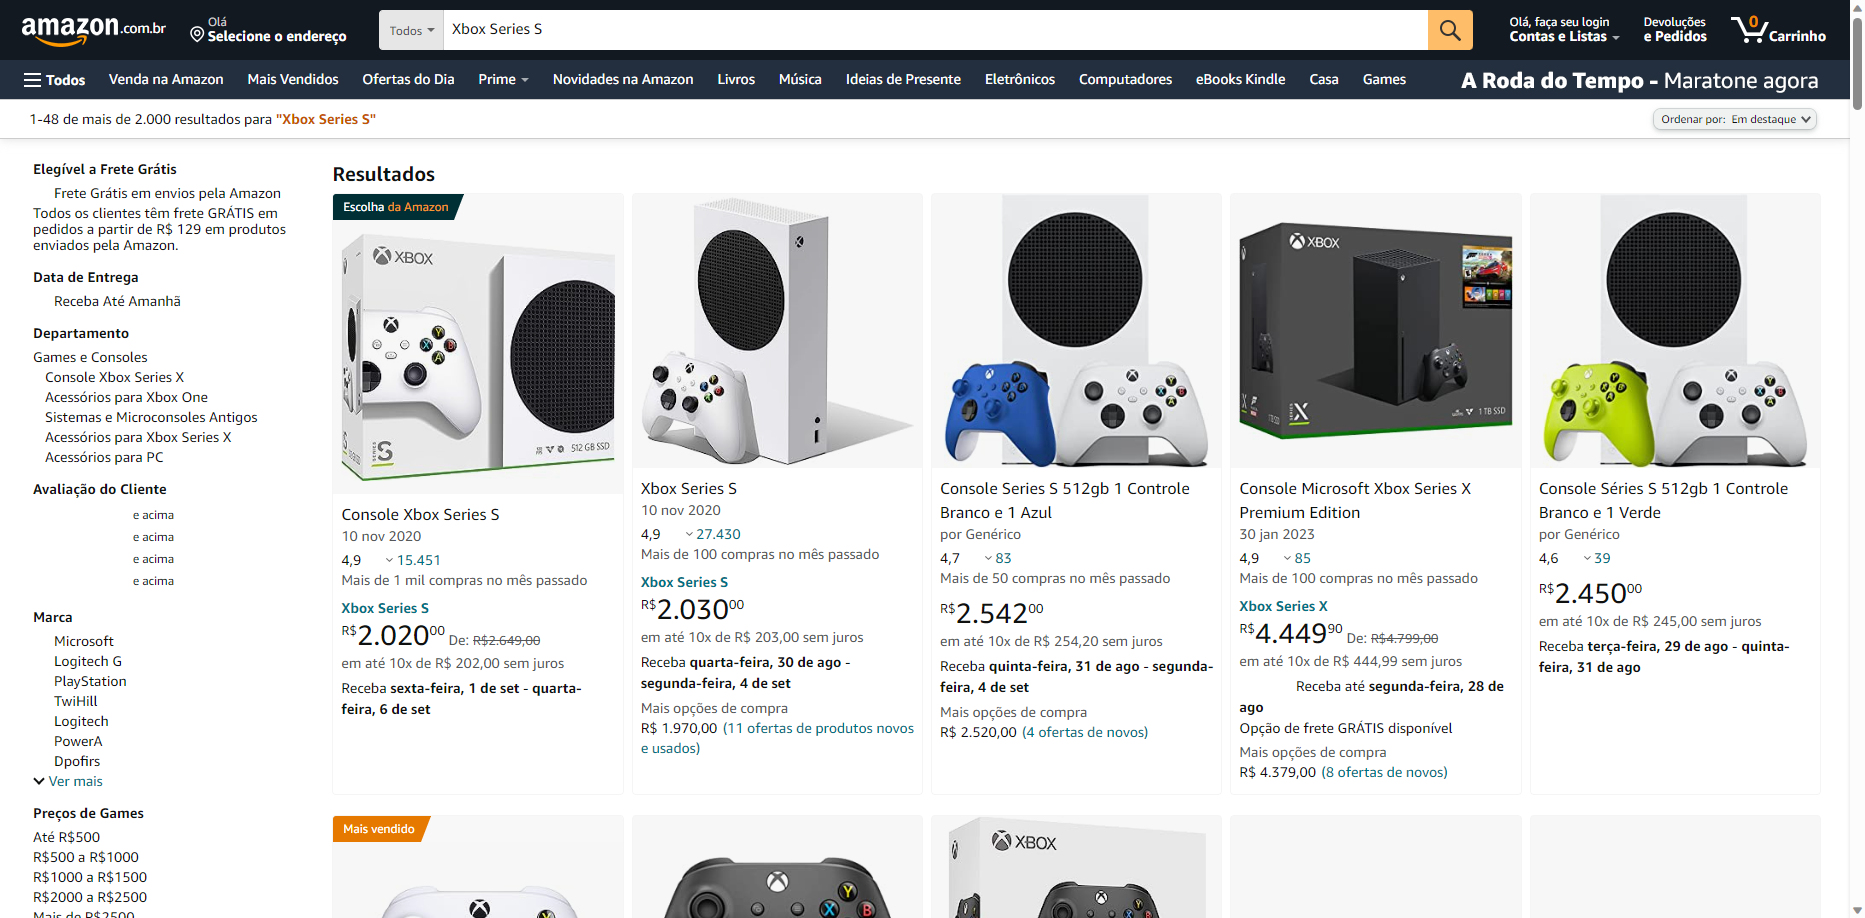 amazon.com.br
Olá
Selecione o endereço
Todos
Xbox Series S
Olá, faça seu login
Contas e Listas
Devoluções
e Pedidos
0
Carrinho
Todos
Venda na Amazon
Mais Vendidos
Ofertas do Dia
Prime
Novidades na Amazon
Livros
Música
Ideias de Presente
Eletrônicos
Computadores
eBooks Kindle
Casa
Games
A Roda do Tempo - Maratone agora
1-48 de mais de 2.000 resultados para "Xbox Series S"
Ordenar por: Em destaque
Elegível a Frete Grátis
Frete Grátis em envios pela Amazon
Todos os clientes têm frete GRÁTIS em
pedidos a partir de R$ 129 em produtos
enviados pela Amazon.
Data de Entrega
Receba Até Amanhã
Departamento
Games e Consoles
Console Xbox Series X
Acessórios para Xbox One
Sistemas e Microconsoles Antigos
Acessórios para Xbox Series X
Acessórios para PC
Avaliação do Cliente
e acima
e acima
e acima
e acima
Marca
Microsoft
Logitech G
PlayStation
TwiHill
Logitech
PowerA
Dpofirs
Ver mais
Preços de Games
Até R$500
R$500 a R$1000
R$1000 a R$1500
R$2000 a R$2500
Mais de R$2500
Resultados
Escolha da Amazon
XBOX
Y
X
B
A
SERIES
S
512 GB SSD
Console Xbox Series S
10 nov 2020
4,9
15.451
Mais de 1 mil compras no mês passado
Xbox Series S
R$2.02000 De: R$2.649,00
em até 10x de R$ 202,00 sem juros
Receba sexta-feira, 1 de set - quarta-
feira, 6 de set
Xbox Series S
10 nov 2020
4,9
27.430
Mais de 100 compras no mês passado
Xbox Series S
R$2.03000
em até 10x de R$ 203,00 sem juros
Receba quarta-feira, 30 de ago -
segunda-feira, 4 de set
Mais opções de compra
R$ 1.970,00 (11 ofertas de produtos novos
e usados)
Console Series S 512gb 1 Controle
Branco e 1 Azul
por Genérico
4,7
83
Mais de 50 compras no mês passado
R$2.54200
em até 10x de R$ 254,20 sem juros
Receba quinta-feira, 31 de ago - segunda-
feira, 4 de set
Mais opções de compra
R$ 2.520,00 (4 ofertas de novos)
XBOX
SERIES
X
1 TB SSD
Console Microsoft Xbox Series X
Premium Edition
30 jan 2023
4,9
85
Mais de 100 compras no mês passado
Xbox Series X
R$4.44990 De: R$4.799,00
em até 10x de R$ 444,99 sem juros
Receba até segunda-feira, 28 de
ago
Opção de frete GRÁTIS disponível
Mais opções de compra
R$ 4.379,00 (8 ofertas de novos)
Console Séries S 512gb 1 Controle
Branco e 1 Verde
por Genérico
4,6
39
R$2.45000
em até 10x de R$ 245,00 sem juros
Receba terça-feira, 29 de ago - quinta-
feira, 31 de ago
Mais vendido
Y
Y
X
B
XBOX
Y
X
B